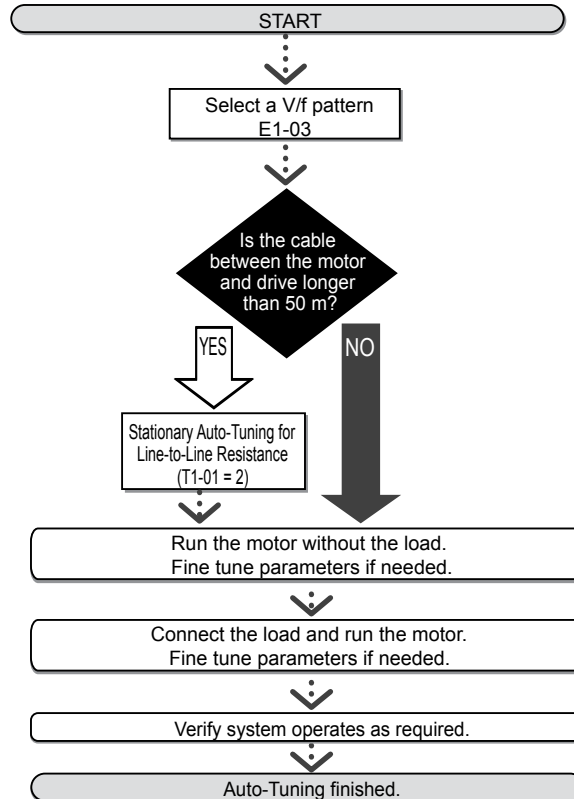 START
Select a V/f pattern
E1-03
Is the cable
between the motor
and drive longer
than 50 m?
YES
NO
Stationary Auto-Tuning for
Line-to-Line Resistance
(T1-01 = 2)
Run the motor without the load.
Fine tune parameters if needed.
Connect the load and run the motor.
Fine tune parameters if needed.
Verify system operates as required.
Auto-Tuning finished.